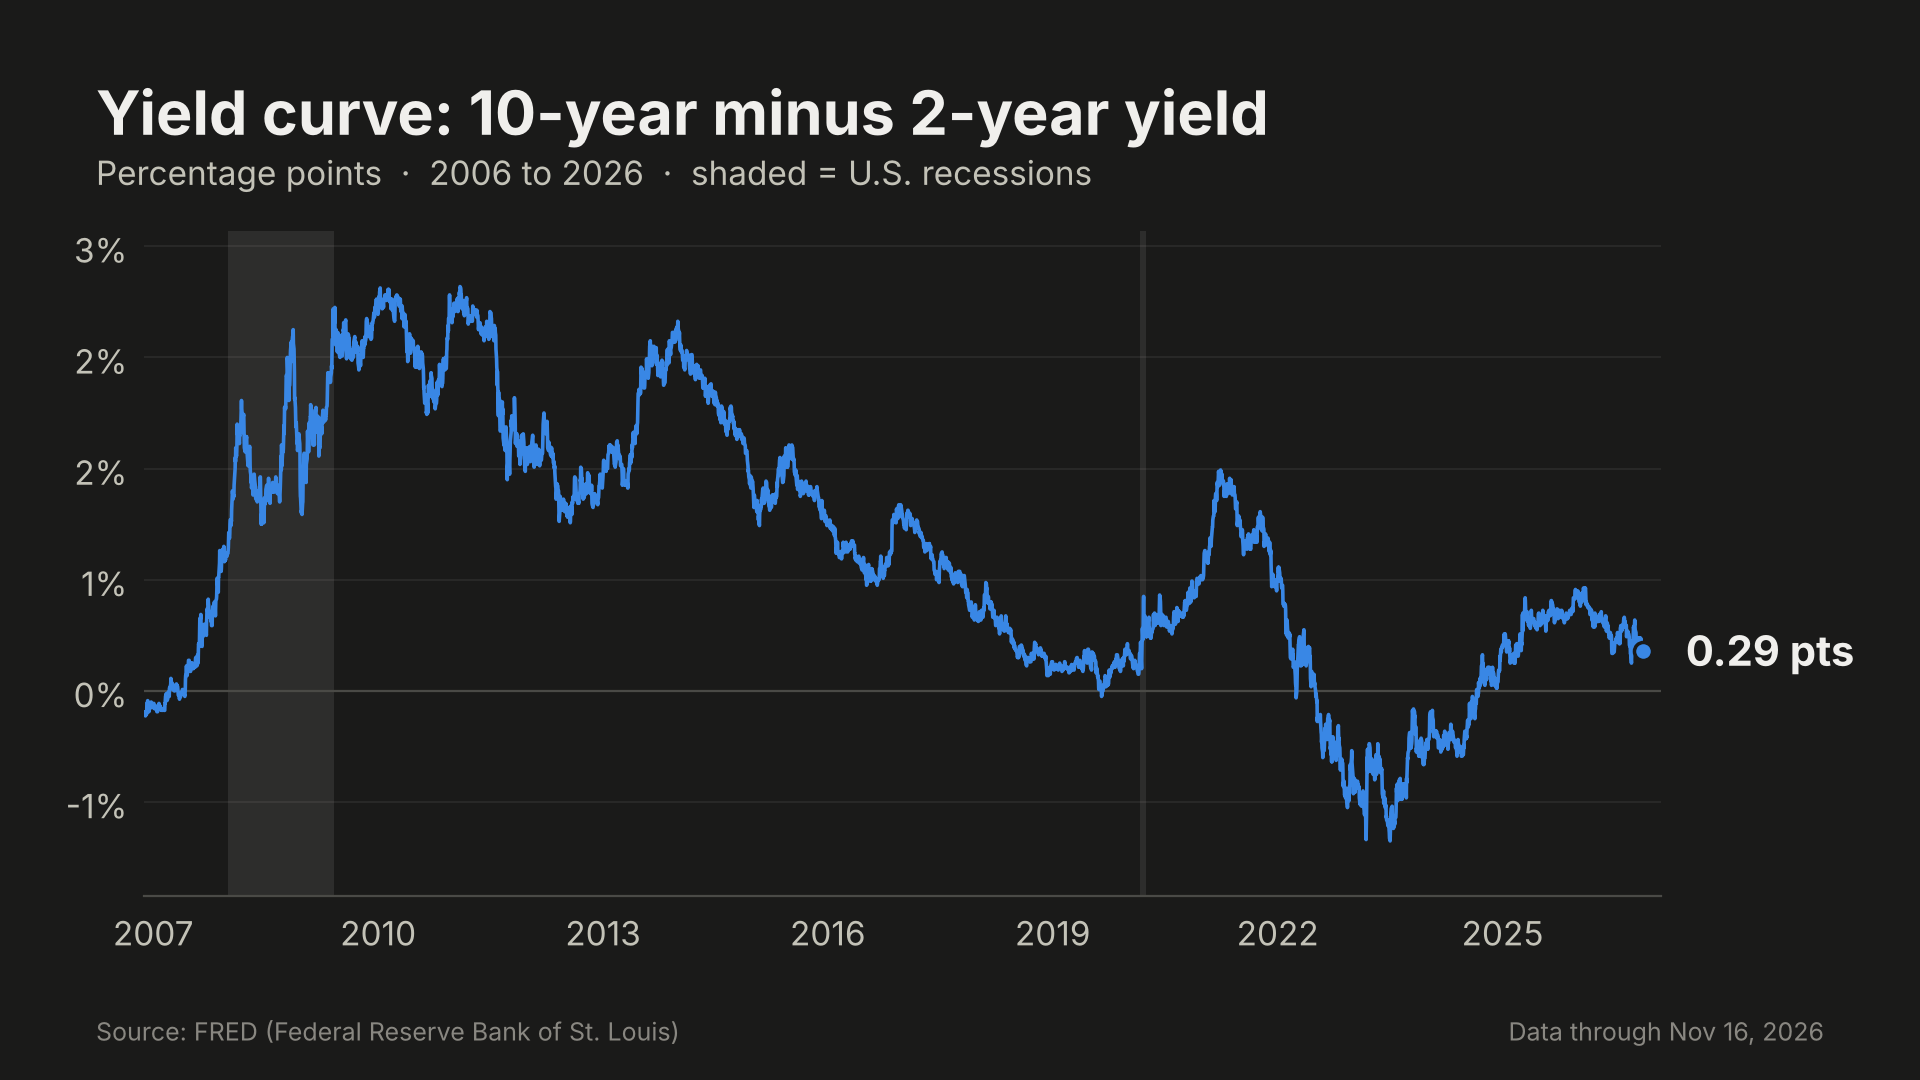 Yield curve: 10-year minus 2-year yield
Percentage points · 2006 to 2026 · shaded = U.S. recessions
3%
2%
2%
1%
0%
-1%
0.29 pts
2007 2010 2013 2016 2019 2022 2025
Source: FRED (Federal Reserve Bank of St. Louis)
Data through Nov 16, 2026